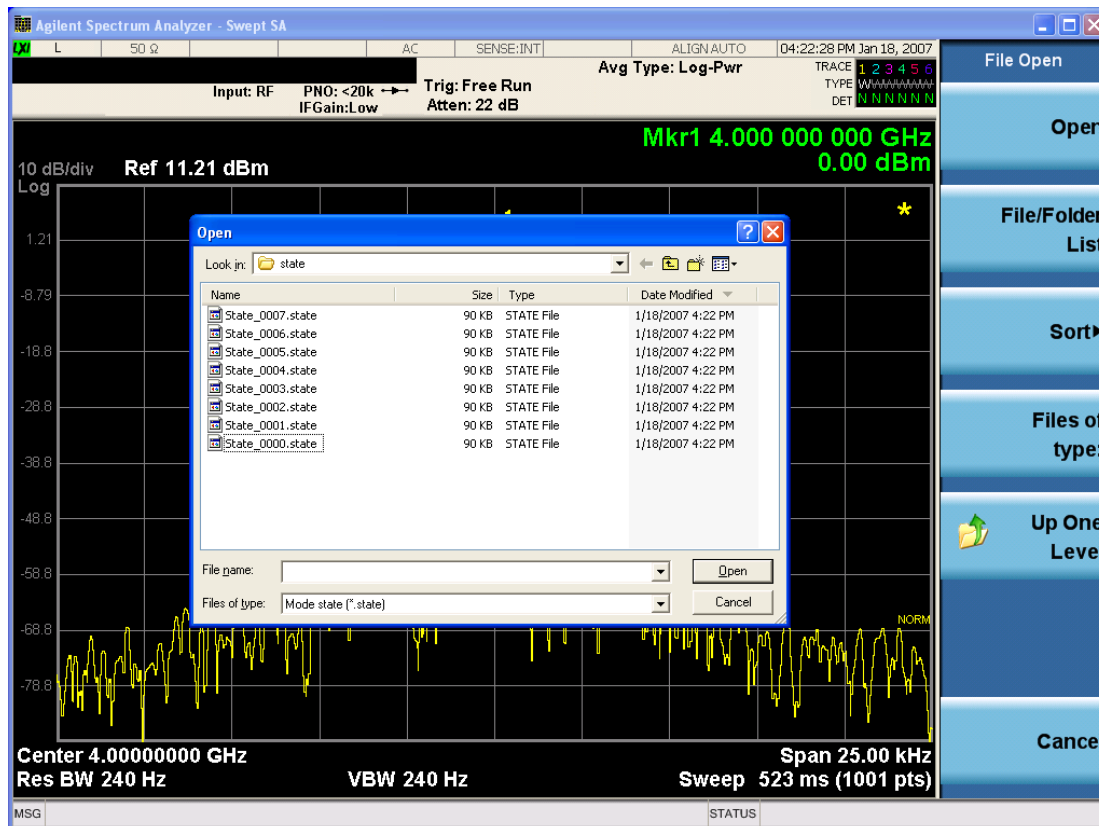 Agilent Spectrum Analyzer - Swept SA
LXI L 50 Ω AC SENSE:INT ALIGN AUTO 04:22:28 PM Jan 18, 2007
Avg Type: Log-Pwr
TRACE 1 2 3 4 5 6
Input: RF PNO: <20k Trig: Free Run
TYPE W
IFGain:Low Atten: 22 dB
DET N N N N N N
Mkr1 4.000 000 000 GHz
0.00 dBm
10 dB/div Ref 11.21 dBm
Log
1.21
-8.79
-18.8
-28.8
-38.8
-48.8
-58.8
-68.8
-78.8
*
Open
Look in: state
Name Size Type Date Modified
State_0007.state 90 KB STATE File 1/18/2007 4:22 PM
State_0006.state 90 KB STATE File 1/18/2007 4:22 PM
State_0005.state 90 KB STATE File 1/18/2007 4:22 PM
State_0004.state 90 KB STATE File 1/18/2007 4:22 PM
State_0003.state 90 KB STATE File 1/18/2007 4:22 PM
State_0002.state 90 KB STATE File 1/18/2007 4:22 PM
State_0001.state 90 KB STATE File 1/18/2007 4:22 PM
State_0000.state 90 KB STATE File 1/18/2007 4:22 PM
File name: Open
Files of type: Mode state (*.state) Cancel
NORM
Center 4.00000000 GHz Span 25.00 kHz
Res BW 240 Hz VBW 240 Hz Sweep 523 ms (1001 pts)
MSG STATUS
File Open
Open
File/Folder
List
Sort
Files of
type:
Up One
Leve
Cance